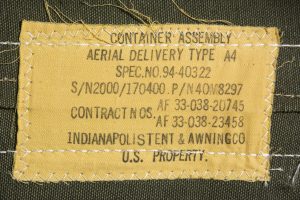 CONTAINER ASSEMBLY
AERIAL DELIVERY TYPE A4
SPEC.NO.94-40322
S/N2000/170400. P/N40M8297
CONTRACT NOS. AF 33-038-20745
AF 33-038-23458
INDIANAPOLIS TENT & AWNING CO
U.S. PROPERTY.